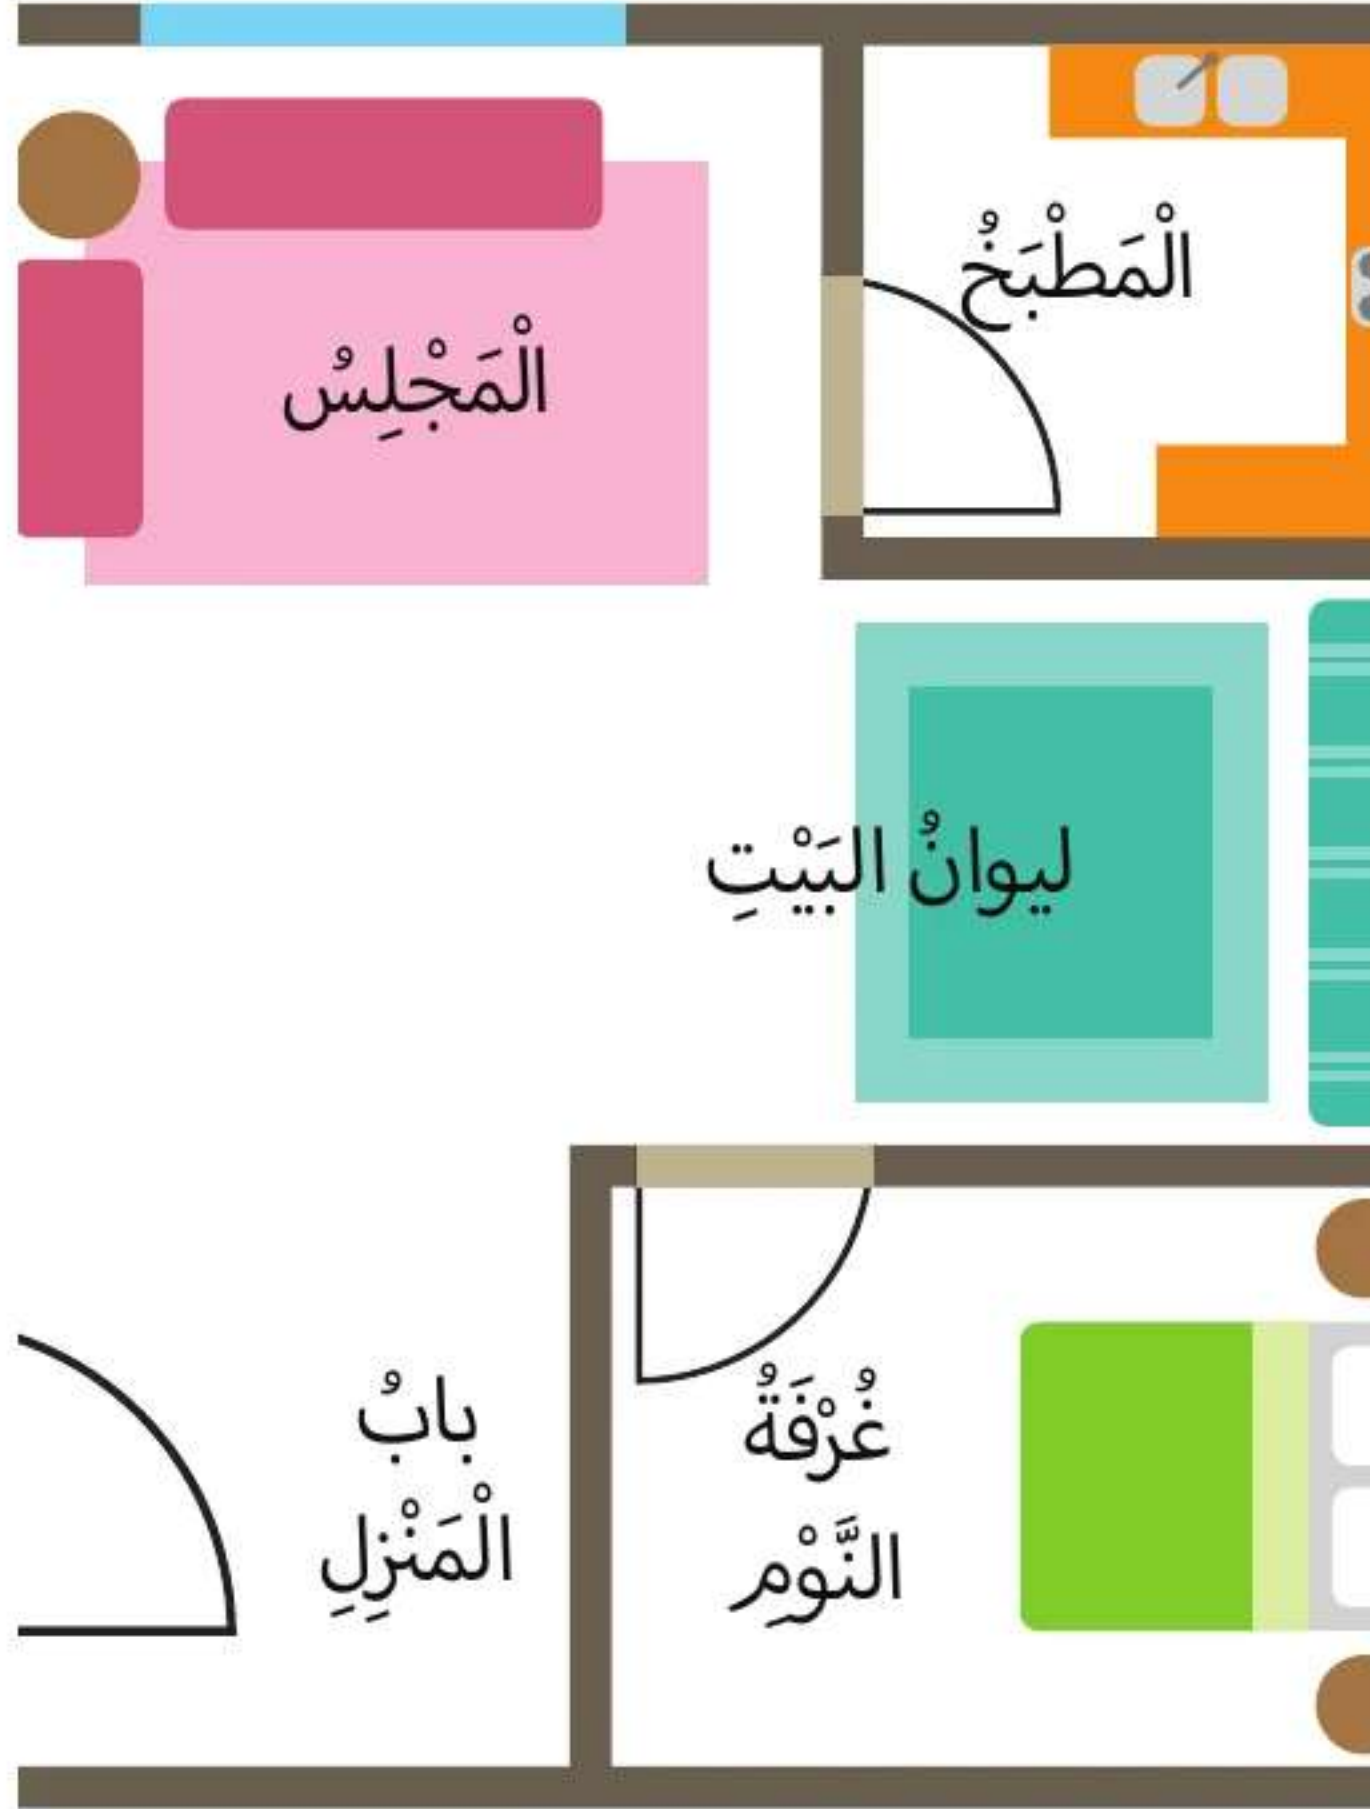 الْمَطْبَخُ
الْمَجْلِسُ
ليوانُ البَيْتِ
غُرْفَةُ
النَّوْمِ
بابُ
الْمَنْزِلِ